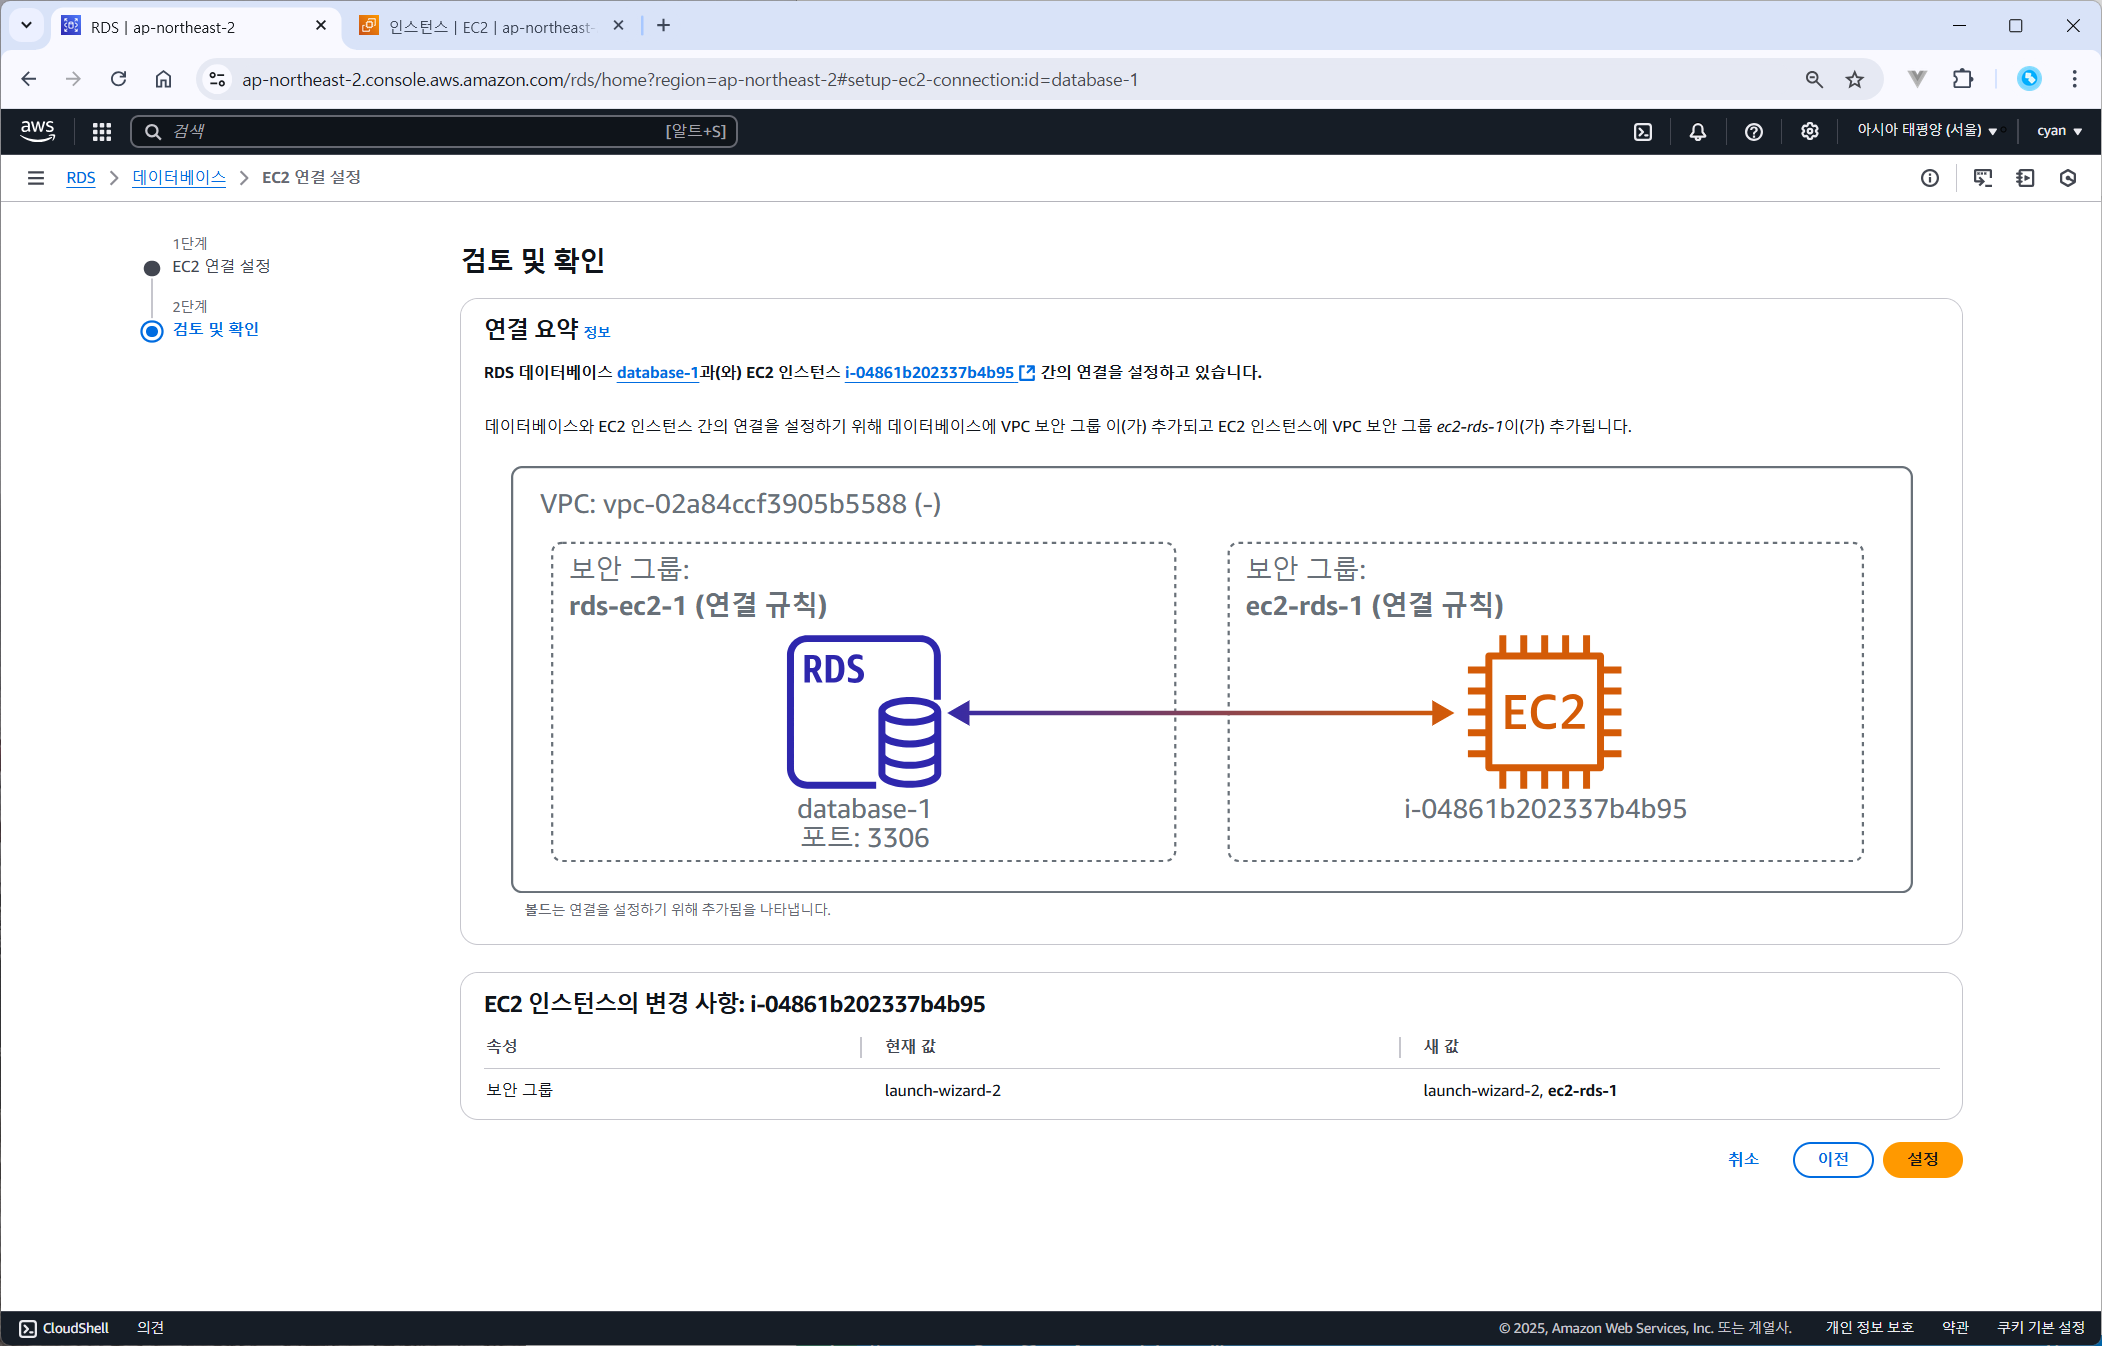 RDS | ap-northeast-2
인스턴스 | EC2 | ap-northeast-
ap-northeast-2.console.aws.amazon.com/rds/home?region=ap-northeast-2#setup-ec2-connection:id=database-1
aws
검색
[알트+S]
아시아 태평양 (서울)
cyan
RDS
데이터베이스
EC2 연결 설정
1단계
EC2 연결 설정
2단계
검토 및 확인
검토 및 확인
연결 요약 정보
RDS 데이터베이스 database-1과(와) EC2 인스턴스 i-04861b202337b4b95 간의 연결을 설정하고 있습니다.
데이터베이스와 EC2 인스턴스 간의 연결을 설정하기 위해 데이터베이스에 VPC 보안 그룹 이(가) 추가되고 EC2 인스턴스에 VPC 보안 그룹 ec2-rds-1이(가) 추가됩니다.
VPC: vpc-02a84ccf3905b5588 (-)
보안 그룹:
rds-ec2-1 (연결 규칙)
RDS
database-1
포트: 3306
보안 그룹:
ec2-rds-1 (연결 규칙)
EC2
i-04861b202337b4b95
볼드는 연결을 설정하기 위해 추가됨을 나타냅니다.
EC2 인스턴스의 변경 사항: i-04861b202337b4b95
속성
현재 값
새 값
보안 그룹
launch-wizard-2
launch-wizard-2, ec2-rds-1
취소
이전
설정
CloudShell
의견
© 2025, Amazon Web Services, Inc. 또는 계열사.
개인 정보 보호
약관
쿠키 기본 설정